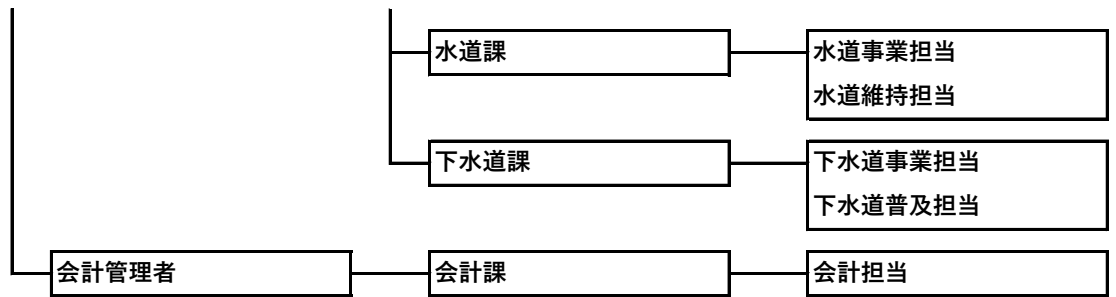 水道課
水道事業担当
水道維持担当
下水道課
下水道事業担当
下水道普及担当
会計管理者
会計課
会計担当